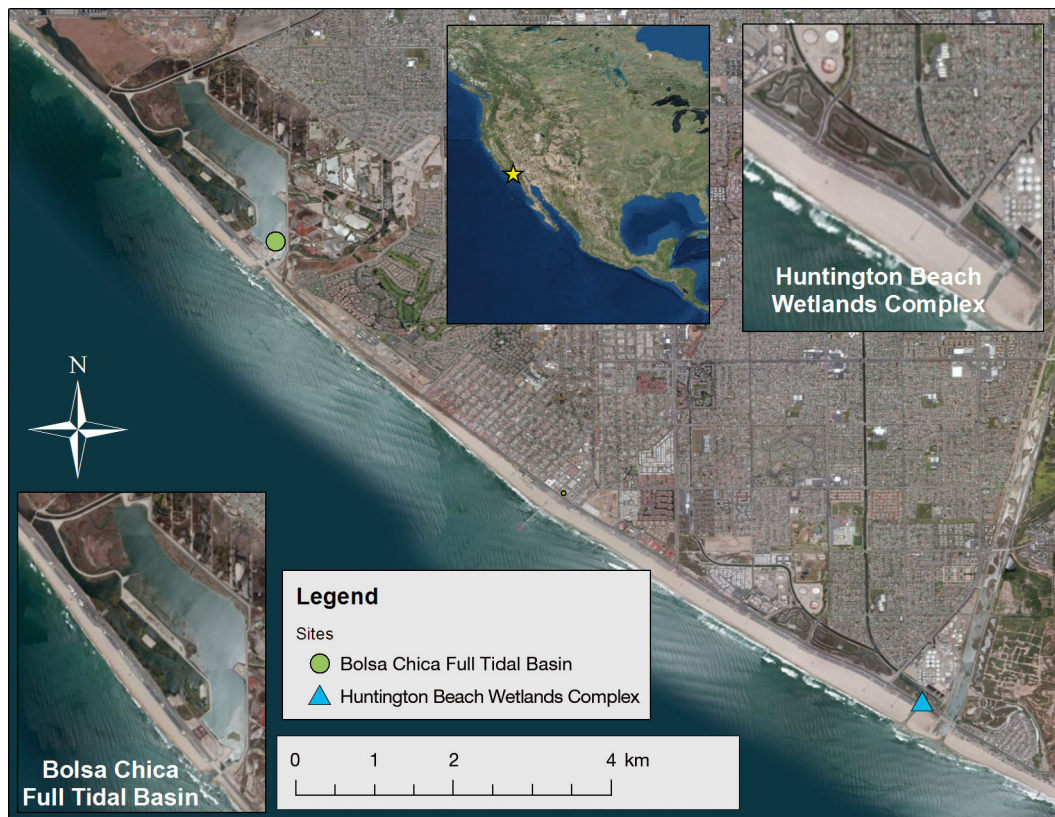 Huntington Beach
Wetlands Complex
N
Legend
Sites
Bolsa Chica Full Tidal Basin
Huntington Beach Wetlands Complex
0 1 2 4 km
Bolsa Chica
Full Tidal Basin